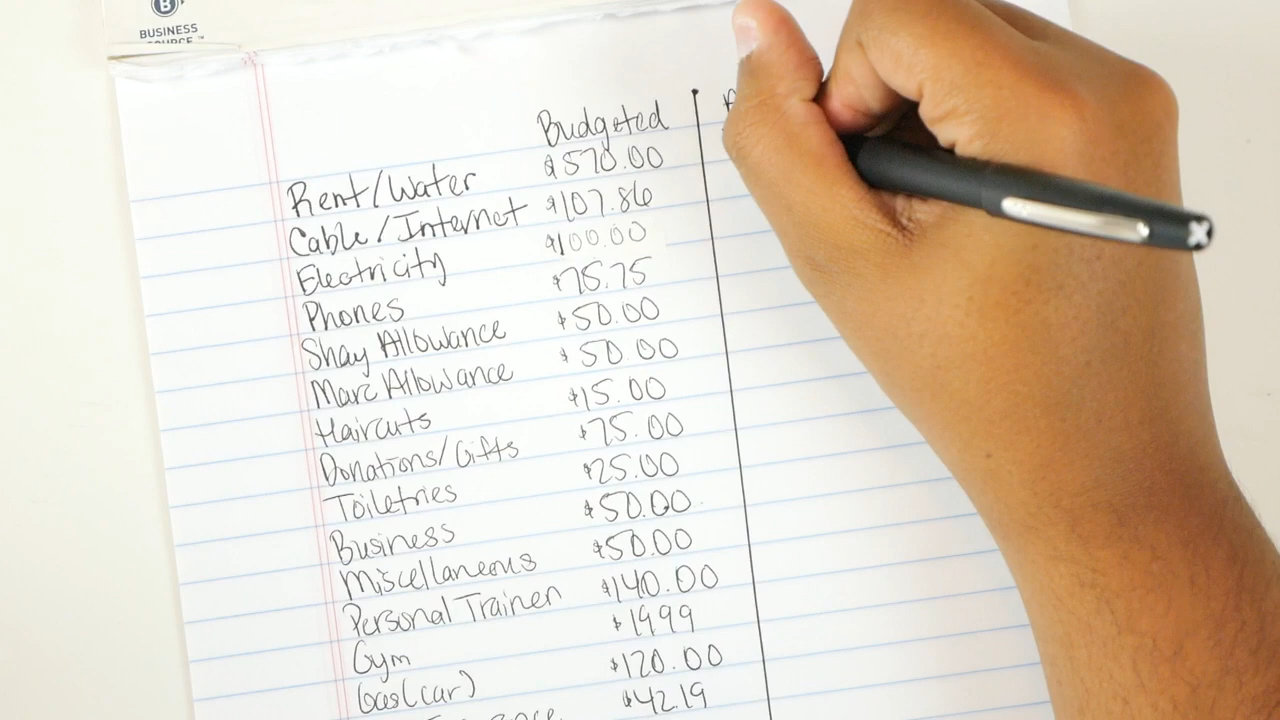 BUSINESS
SOURCE™
Budgeted
Rent/Water $570.00
Cable/Internet $107.86
Electricity $100.00
Phones $75.75
Shay Allowance $50.00
Marc Allowance $50.00
Haircuts $15.00
Donations/Gifts $75.00
Toiletries $25.00
Business $50.00
Miscellaneous $50.00
Personal Trainer $140.00
Gym $19.99
Gas(car) $120.00
$42.19